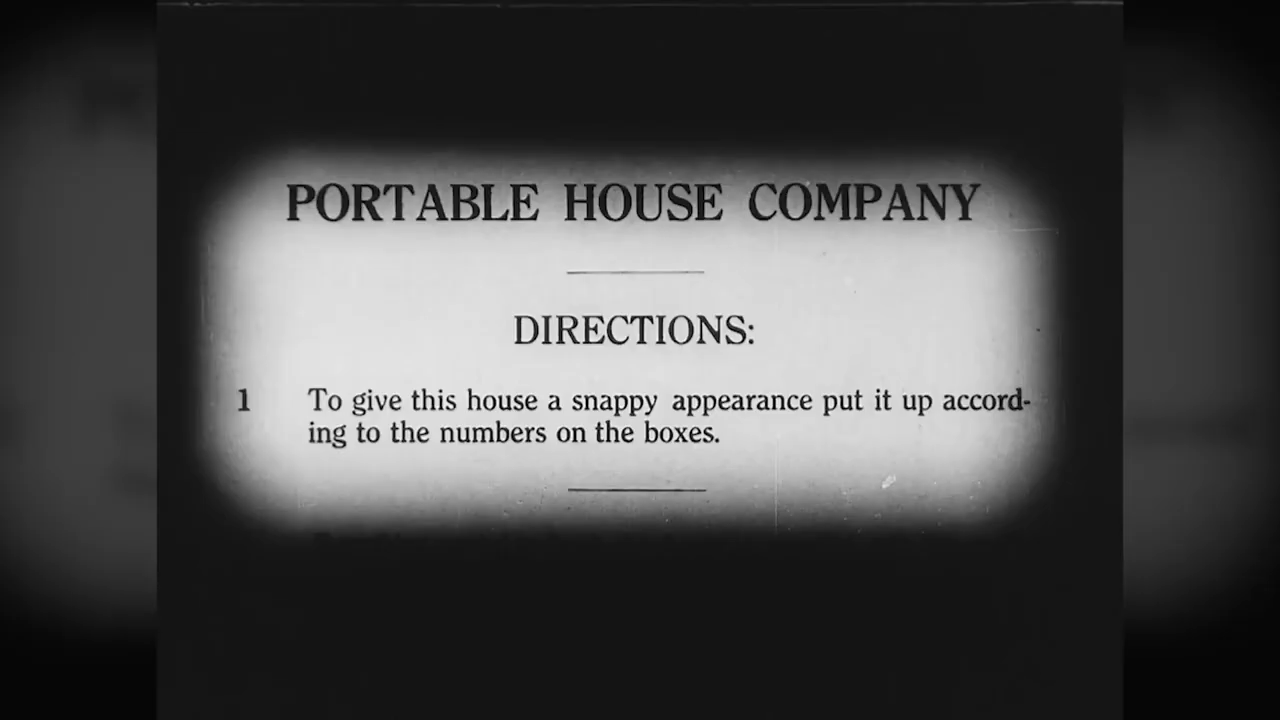 PORTABLE HOUSE COMPANY
DIRECTIONS:
1 To give this house a snappy appearance put it up accord-
ing to the numbers on the boxes.